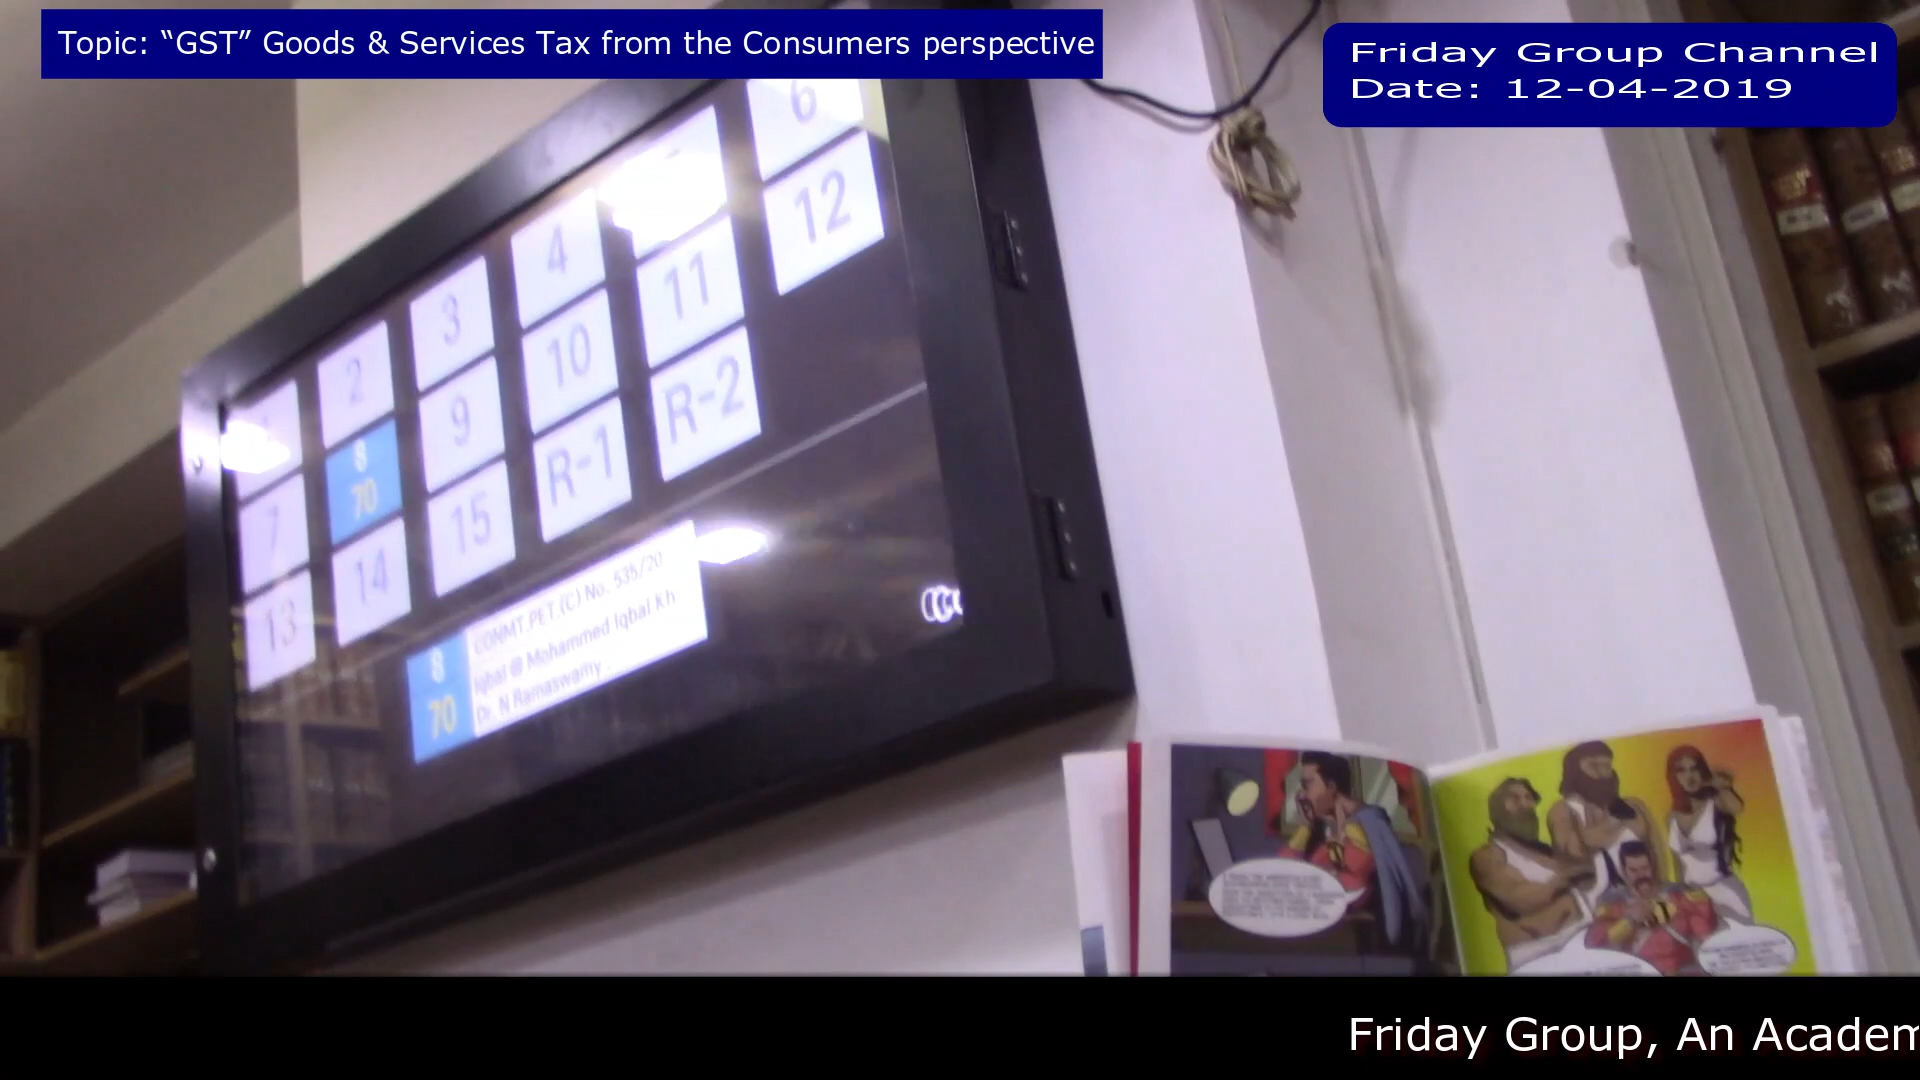 Topic: “GST” Goods & Services Tax from the Consumers perspective
Friday Group Channel
Date: 12-04-2019
2
3
4
6
7
8
70
9
10
11
12
13
14
15
R-1
R-2
8
70
CONMT.PET.(C) No. 535/20
Iqbal @ Mohammed Iqbal Kh
Dr. N Ramaswamy
Friday Group, An Academ